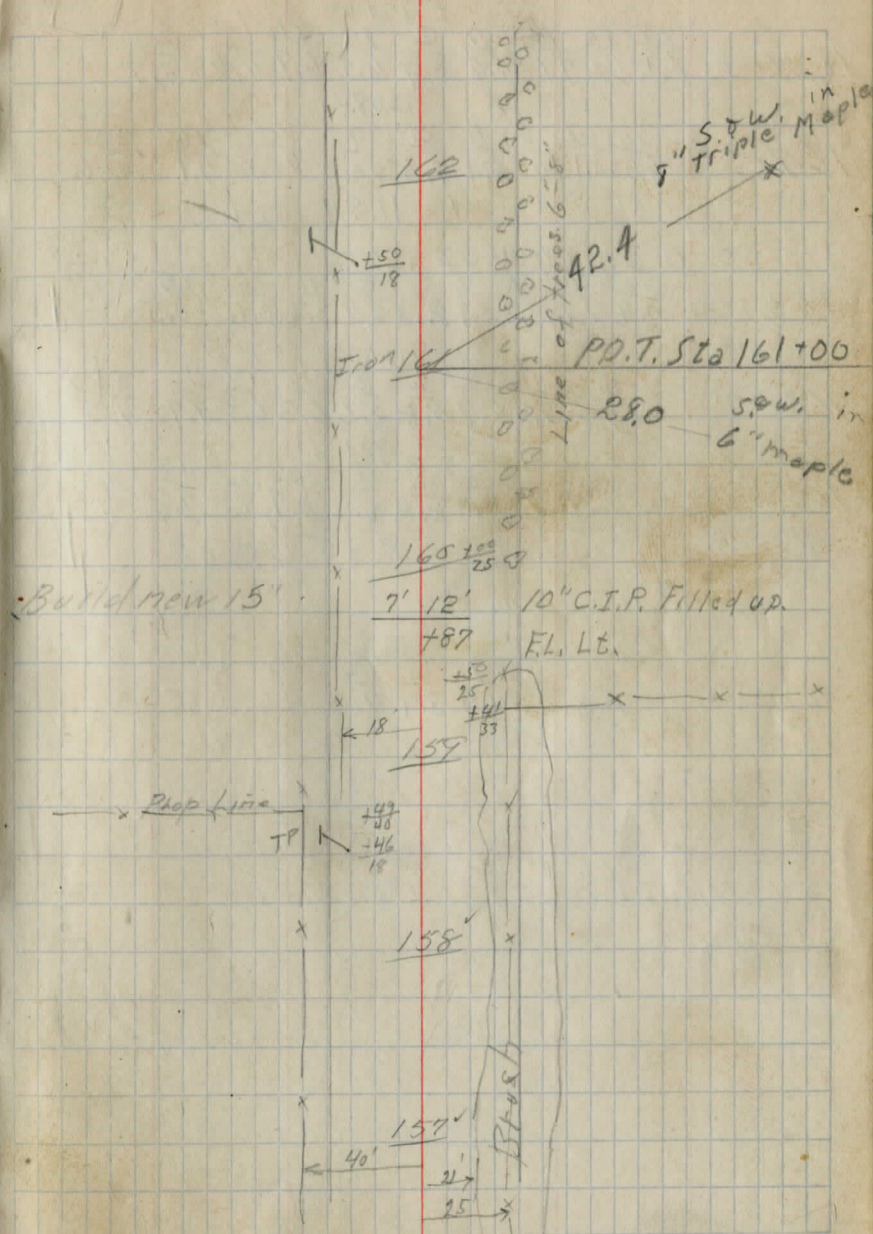 S. & W. in
8" Triple Maple
162
42.4
+50
18
Line of trees 6-8"
Iron 161
P.O.T. Sta 161+00
28.0
S. & W. in
6" maple
160 +00
25
Build new 15"
7' 12'
+87
10" C.I.P. Filled up.
F.L. Lt.
+50
25
+41
33
18'
159
Prop Line
TP
+49
40
+46
18
158
Brush
157
40'
21'
25